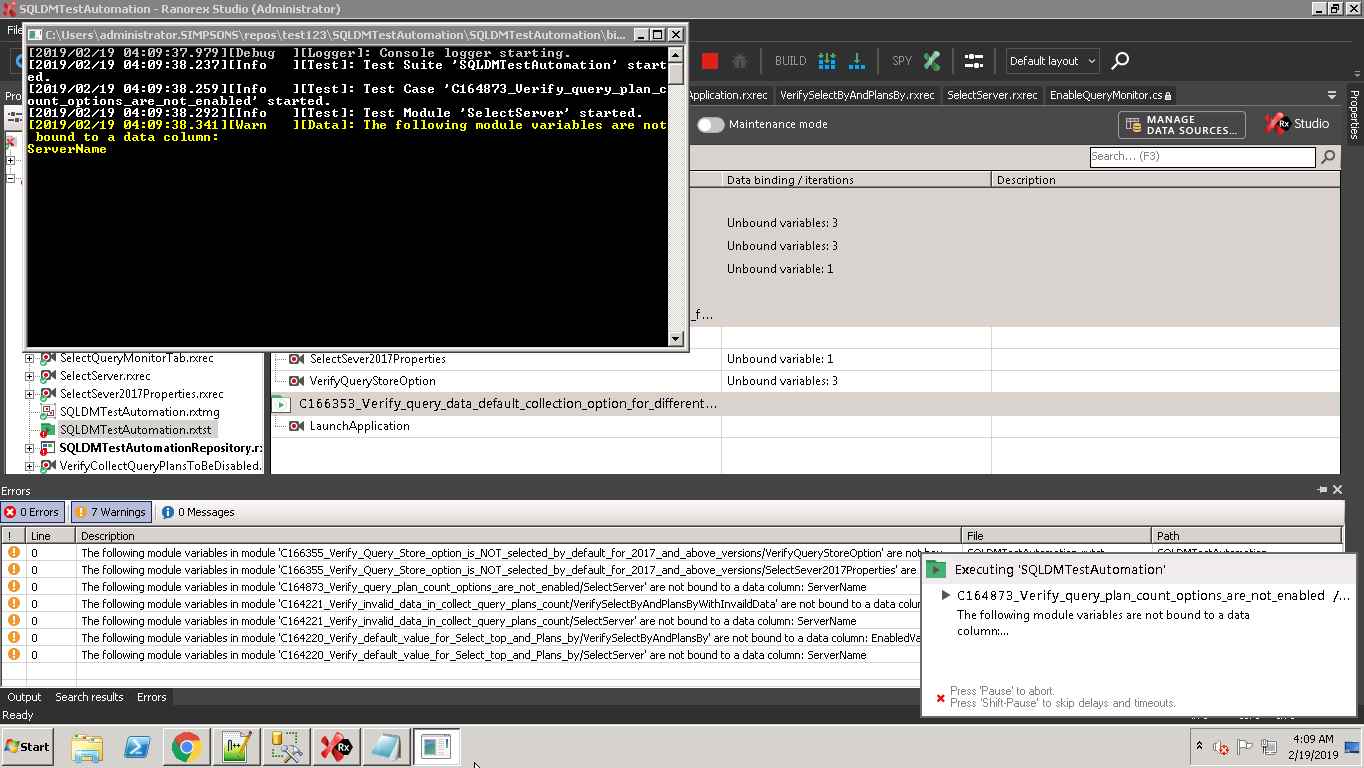 SQLDMTestAutomation - Ranorex Studio (Administrator)
C:\Users\administrator.SIMPSONS\repos\test123\SQLDMTestAutomation\SQLDMTestAutomation\bi...
[2019/02/19 04:09:37.979][Debug   ][Logger]: Console logger starting.
[2019/02/19 04:09:38.237][Info    ][Test]: Test Suite 'SQLDMTestAutomation' start
ed.
[2019/02/19 04:09:38.259][Info    ][Test]: Test Case 'C164873_Verify_query_plan_c
ount_options_are_not_enabled' started.
[2019/02/19 04:09:38.292][Info    ][Test]: Test Module 'SelectServer' started.
[2019/02/19 04:09:38.341][Warn    ][Data]: The following module variables are not
 bound to a data column:
ServerName
BUILD
SPY
Default layout
pplication.rxrec
VerifySelectByAndPlansBy.rxrec
SelectServer.rxrec
EnableQueryMonitor.cs
Properties
Maintenance mode
MANAGE
DATA SOURCES...
Rx Studio
Search... (F3)
Data binding / iterations
Description
Unbound variables: 3
Unbound variables: 3
Unbound variable: 1
_f...
SelectQueryMonitorTab.rxrec
SelectServer.rxrec
SelectSever2017Properties.rxrec
SQLDMTestAutomation.rxtmg
SQLDMTestAutomation.rxtst
SQLDMTestAutomationRepository.r:
VerifyCollectQueryPlansToBeDisabled.
SelectSever2017Properties
Unbound variable: 1
VerifyQueryStoreOption
Unbound variables: 3
C166353_Verify_query_data_default_collection_option_for_different...
LaunchApplication
Errors
0 Errors
7 Warnings
0 Messages
! Line Description File Path
0 The following module variables in module 'C166355_Verify_Query_Store_option_is_NOT_selected_by_default_for_2017_and_above_versions/VerifyQueryStoreOption' are not bou
0 The following module variables in module 'C166355_Verify_Query_Store_option_is_NOT_selected_by_default_for_2017_and_above_versions/SelectSever2017Properties' are
0 The following module variables in module 'C164873_Verify_query_plan_count_options_are_not_enabled/SelectServer' are not bound to a data column: ServerName
0 The following module variables in module 'C164221_Verify_invalid_data_in_collect_query_plans_count/VerifySelectByAndPlansByWithInvaildData' are not bound to a data colur
0 The following module variables in module 'C164221_Verify_invalid_data_in_collect_query_plans_count/SelectServer' are not bound to a data column: ServerName
0 The following module variables in module 'C164220_Verify_default_value_for_Select_top_and_Plans_by/VerifySelectByAndPlansBy' are not bound to a data column: EnabledVa
0 The following module variables in module 'C164220_Verify_default_value_for_Select_top_and_Plans_by/SelectServer' are not bound to a data column: ServerName
Executing 'SQLDMTestAutomation'
C164873_Verify_query_plan_count_options_are_not_enabled /...
The following module variables are not bound to a data
column:...
Press 'Pause' to abort.
Press 'Shift-Pause' to skip delays and timeouts.
Output
Search results
Errors
Ready
Start
4:09 AM
2/19/2019